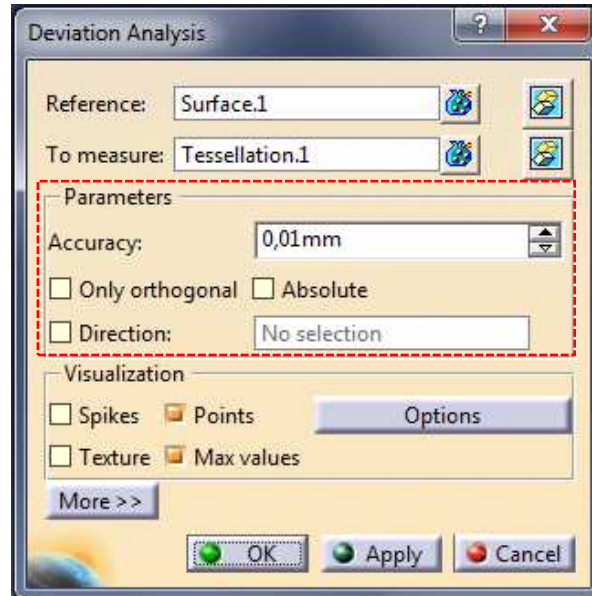 Deviation Analysis
?
X
Reference: Surface.1
To measure: Tessellation.1
Parameters
Accuracy: 0,01mm
Only orthogonal Absolute
Direction: No selection
Visualization
Spikes Points Options
Texture Max values
More >>
OK Apply Cancel